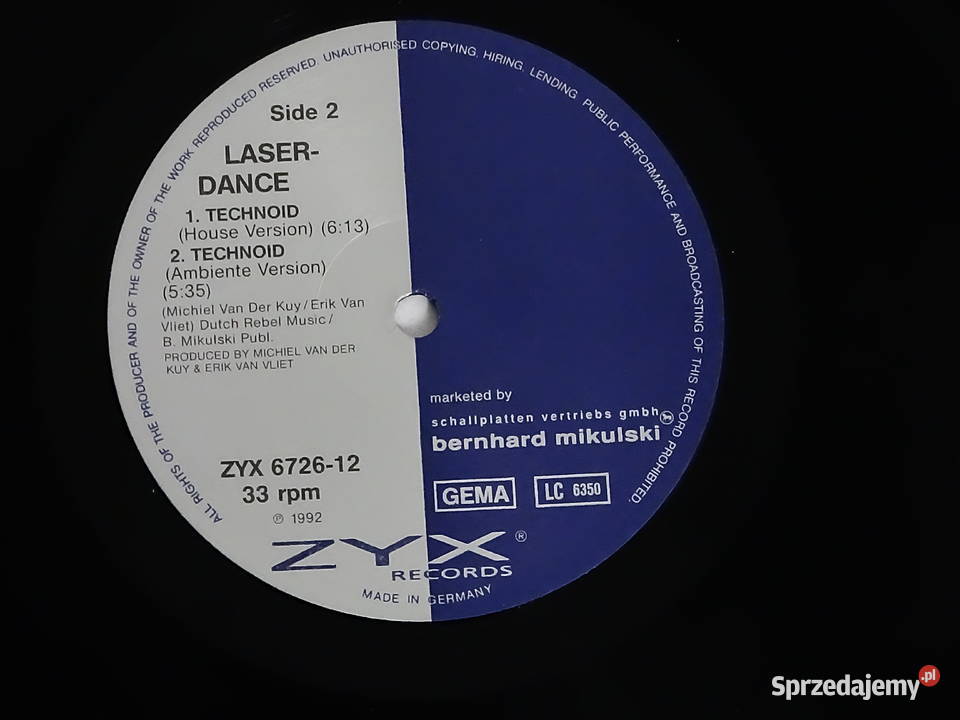 ALL RIGHTS OF THE PRODUCER AND OF THE OWNER OF THE WORK REPRODUCED RESERVED. UNAUTHORISED COPYING, HIRING, LENDING, PUBLIC PERFORMANCE AND BROADCASTING OF THIS RECORD PROHIBITED.
Side 2
LASER-
DANCE
1. TECHNOID
(House Version) (6:13)
2. TECHNOID
(Ambiente Version)
(5:35)
(Michiel Van Der Kuy/Erik Van
Vliet) Dutch Rebel Music/
B. Mikulski Publ.
PRODUCED BY MICHIEL VAN DER
KUY & ERIK VAN VLIET
marketed by
schallplatten vertriebs gmbh
bernhard mikulski
ZYX 6726-12
33 rpm
℗ 1992
GEMA
LC 6350
ZYX®
RECORDS
MADE IN GERMANY
Sprzedajemy.pl